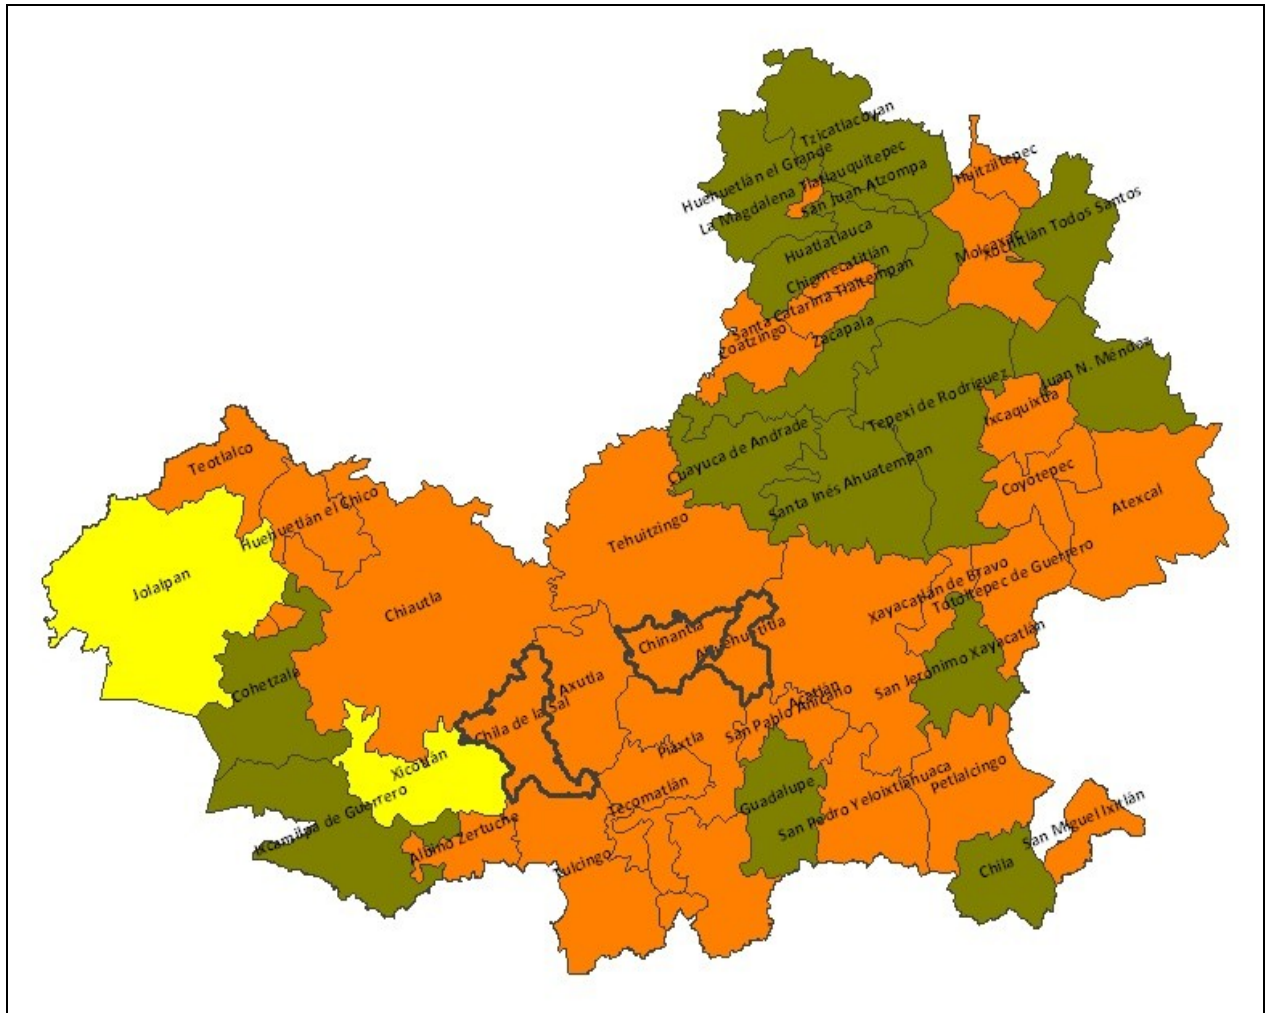 Tzicatlacoyan
Huehuetlán el Grande
La Magdalena Tlatlauquitepec
San Juan Atzompa
Huitziltepec
Xochitlán Todos Santos
Molcaxac
Huatlatlauca
Chigmecatitlán
Santa Catarina Tlaltempan
Coatzingo
Zacapala
Juan N. Méndez
Tepexi de Rodríguez
Ixcaquixtla
Cuayuca de Andrade
Santa Inés Ahuatempan
Coyotepec
Atexcal
Teotlalco
Huehuetlán el Chico
Tehuitzingo
Jolalpan
Chiautla
Xayacatlán de Bravo
Totoltepec de Guerrero
Chinantla
Ahuehuetitla
San Jerónimo Xayacatlán
Cohetzala
Axutla
Chila de la Sal
Acatlán
San Pablo Anicano
Piaxtla
Xicotlán
Tecomatlán
Guadalupe
San Pedro Yeloixtlahuaca
Petlalcingo
Ixcamilpa de Guerrero
Albino Zertuche
Tulcingo
San Miguel Ixitlán
Chila